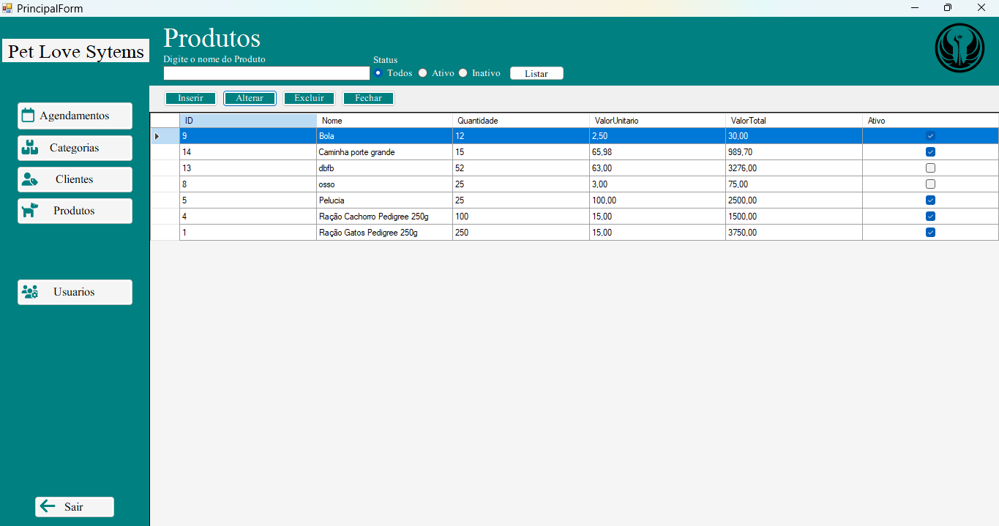 PrincipalForm
Pet Love Sytems
Produtos
Digite o nome do Produto
Status
Todos Ativo Inativo Listar
Inserir Alterar Excluir Fechar
Agendamentos
Categorias
Clientes
Produtos
Usuarios
Sair
ID Nome Quantidade ValorUnitario ValorTotal Ativo
9 Bola 12 2,50 30,00
14 Caminha porte grande 15 65,98 989,70
13 dbfb 52 63,00 3276,00
8 osso 25 3,00 75,00
5 Pelucia 25 100,00 2500,00
4 Ração Cachorro Pedigree 250g 100 15,00 1500,00
1 Ração Gatos Pedigree 250g 250 15,00 3750,00